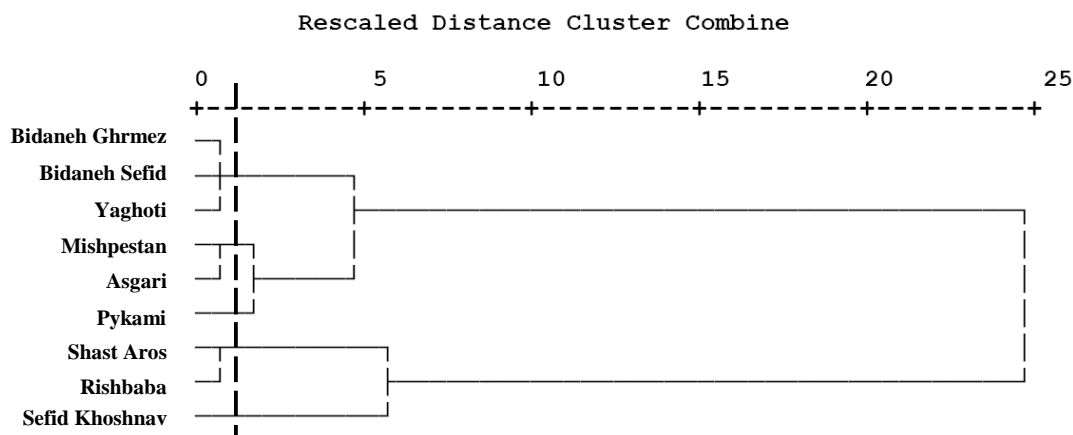 Rescaled Distance Cluster Combine
0 5 10 15 20 25
Bidaneh Ghrmez
Bidaneh Sefid
Yaghoti
Mishpestan
Asgari
Pykami
Shast Aros
Rishbaba
Sefid Khoshnav